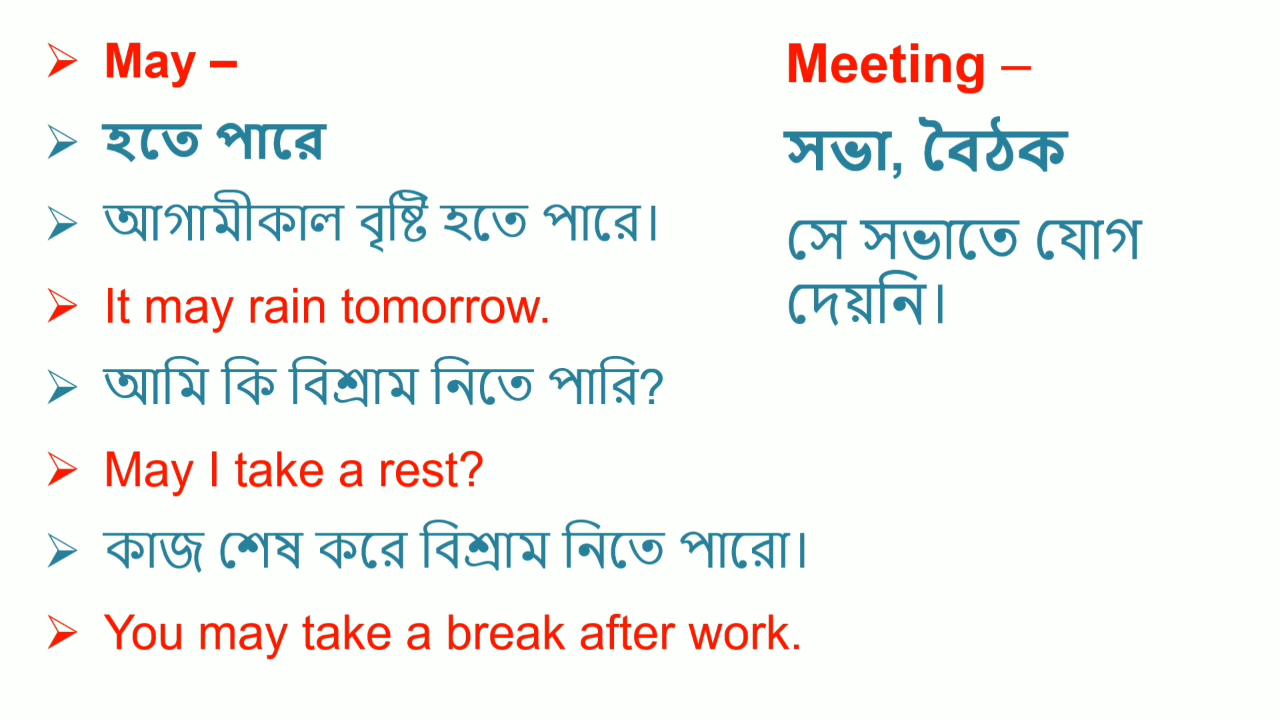 May –
হতে পারে
আগামীকাল বৃষ্টি হতে পারে।
It may rain tomorrow.
আমি কি বিশ্রাম নিতে পারি?
May I take a rest?
কাজ শেষ করে বিশ্রাম নিতে পারো।
You may take a break after work.
Meeting –
সভা, বৈঠক
সে সভাতে যোগ
দেয়নি।